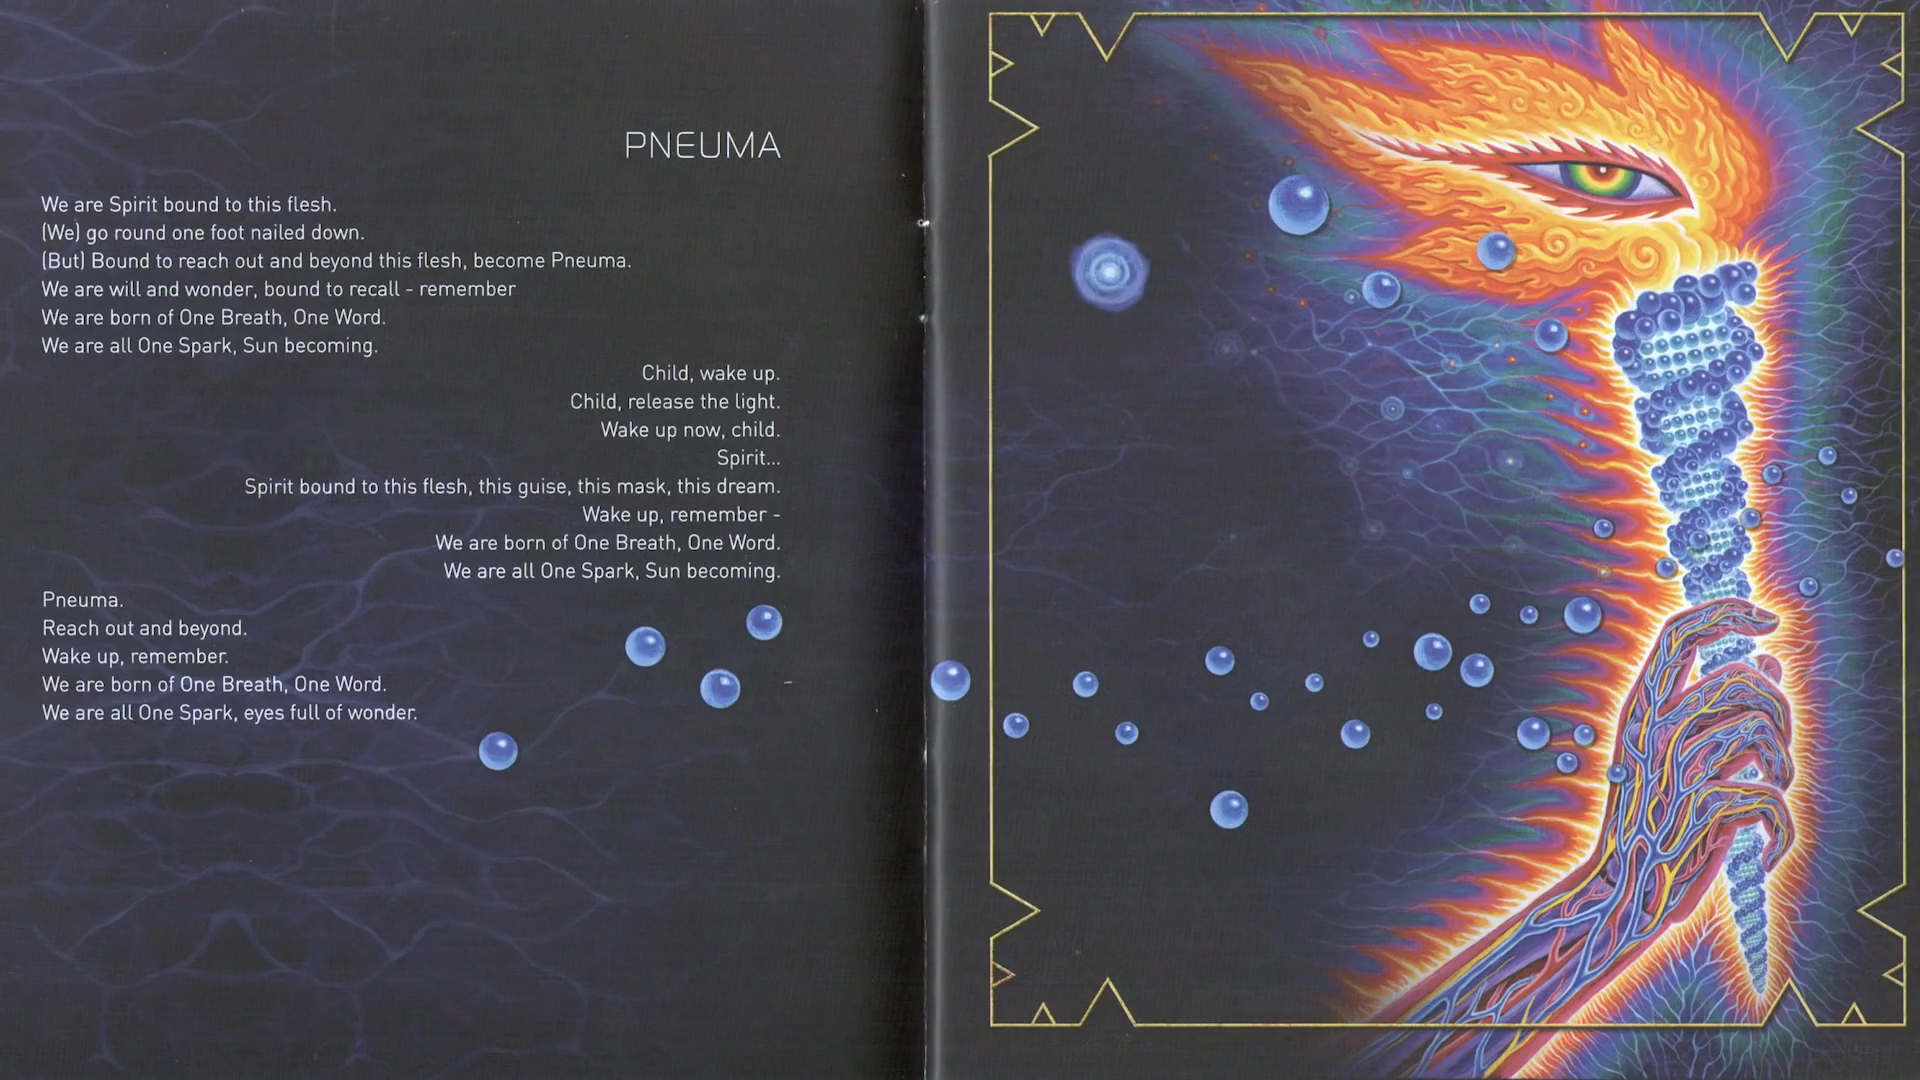 PNEUMA
We are Spirit bound to this flesh.
(We) go round one foot nailed down.
(But) Bound to reach out and beyond this flesh, become Pneuma.
We are will and wonder, bound to recall - remember
We are born of One Breath, One Word.
We are all One Spark, Sun becoming.
Child, wake up.
Child, release the light.
Wake up now, child.
Spirit...
Spirit bound to this flesh, this guise, this mask, this dream.
Wake up, remember -
We are born of One Breath, One Word.
We are all One Spark, Sun becoming.
Pneuma.
Reach out and beyond.
Wake up, remember.
We are born of One Breath, One Word.
We are all One Spark, eyes full of wonder.